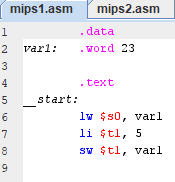 mips1.asm mips2.asm
1 .data
2 var1: .word 23
3
4 .text
5 __start:
6 lw $s0, var1
7 li $t1, 5
8 sw $t1, var1